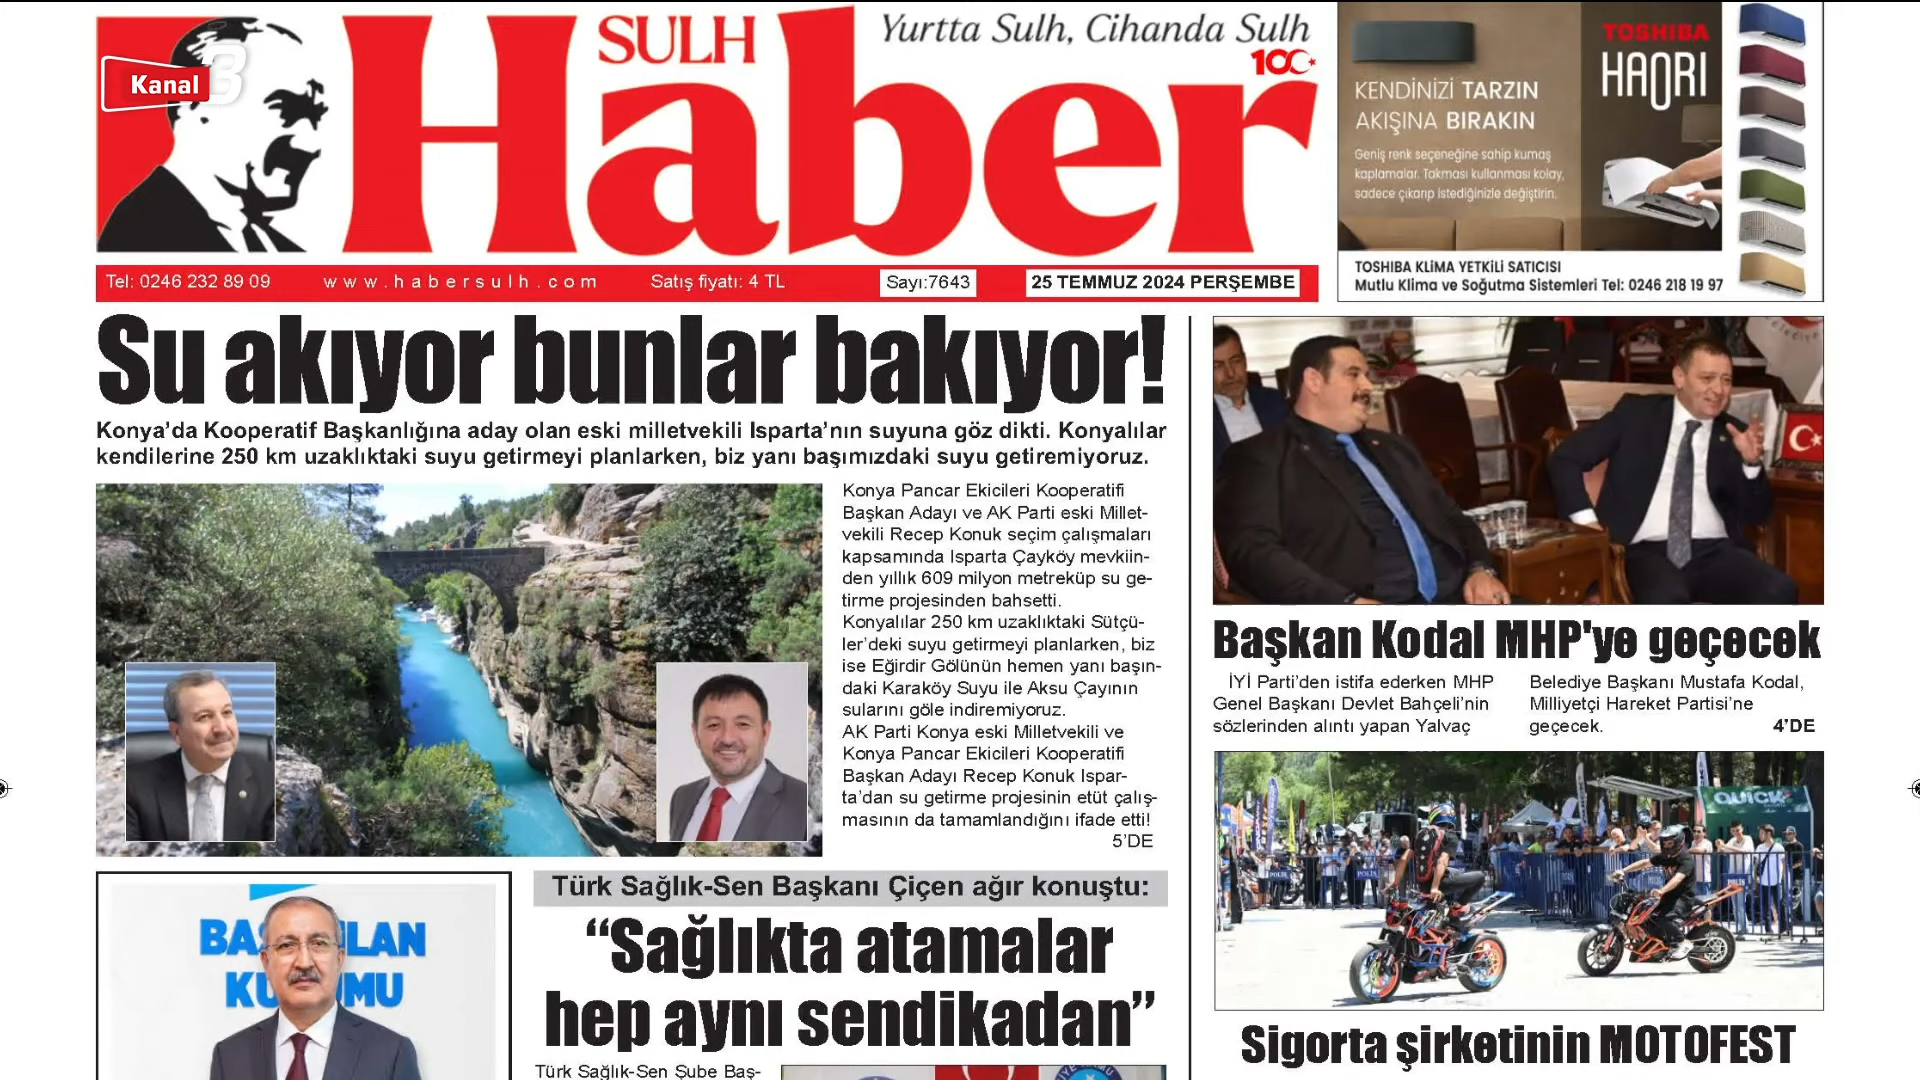 Kanal 3
SULH
Haber
Yurtta Sulh, Cihanda Sulh
100
Tel: 0246 232 89 09
www.habersulh.com
Satış fiyatı: 4 TL
Sayı:7643
25 TEMMUZ 2024 PERŞEMBE
KENDİNİZİ TARZIN
AKIŞINA BIRAKIN
Geniş renk seçeneğine sahip kumaş
kaplamalar. Takması kullanması kolay,
sadece çıkarıp istediğinizle değiştirin.
TOSHIBA
HAORI
TOSHIBA KLİMA YETKİLİ SATICISI
Mutlu Klima ve Soğutma Sistemleri Tel: 0246 218 19 97
Su akıyor bunlar bakıyor!
Konya'da Kooperatif Başkanlığına aday olan eski milletvekili Isparta'nın suyuna göz dikti. Konyalılar
kendilerine 250 km uzaklıktaki suyu getirmeyi planlarken, biz yanı başımızdaki suyu getiremiyoruz.
Konya Pancar Ekicileri Kooperatifi
Başkan Adayı ve AK Parti eski Millet-
vekili Recep Konuk seçim çalışmaları
kapsamında Isparta Çayköy mevkiin-
den yıllık 609 milyon metreküp su ge-
tirme projesinden bahsetti.
Konyalılar 250 km uzaklıktaki Sütçü-
ler'deki suyu getirmeyi planlarken, biz
ise Eğirdir Gölünün hemen yanı başın-
daki Karaköy Suyu ile Aksu Çayının
sularını göle indiremiyoruz.
AK Parti Konya eski Milletvekili ve
Konya Pancar Ekicileri Kooperatifi
Başkan Adayı Recep Konuk Ispar-
ta'dan su getirme projesinin etüt çalış-
masının da tamamlandığını ifade etti!
5'DE
Başkan Kodal MHP'ye geçecek
İYİ Parti'den istifa ederken MHP
Genel Başkanı Devlet Bahçeli'nin
sözlerinden alıntı yapan Yalvaç
Belediye Başkanı Mustafa Kodal,
Milliyetçi Hareket Partisi'ne
geçecek.
4'DE
QUICK
POLİS
POLİS
Sigorta şirketinin MOTOFEST
BASIN İLAN
KURUMU
Türk Sağlık-Sen Başkanı Çiçen ağır konuştu:
“Sağlıkta atamalar
hep aynı sendikadan”
Türk Sağlık-Sen Şube Baş-